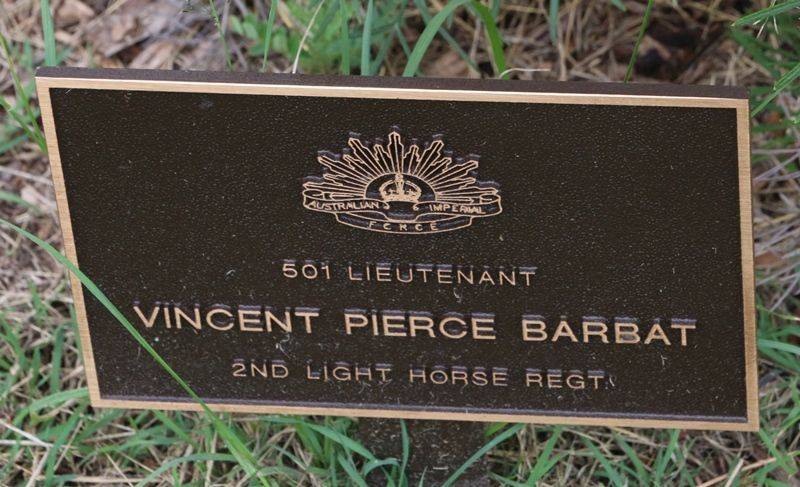 AUSTRALIAN IMPERIAL
FORCE
501 LIEUTENANT
VINCENT PIERCE BARBAT
2ND LIGHT HORSE REGT.